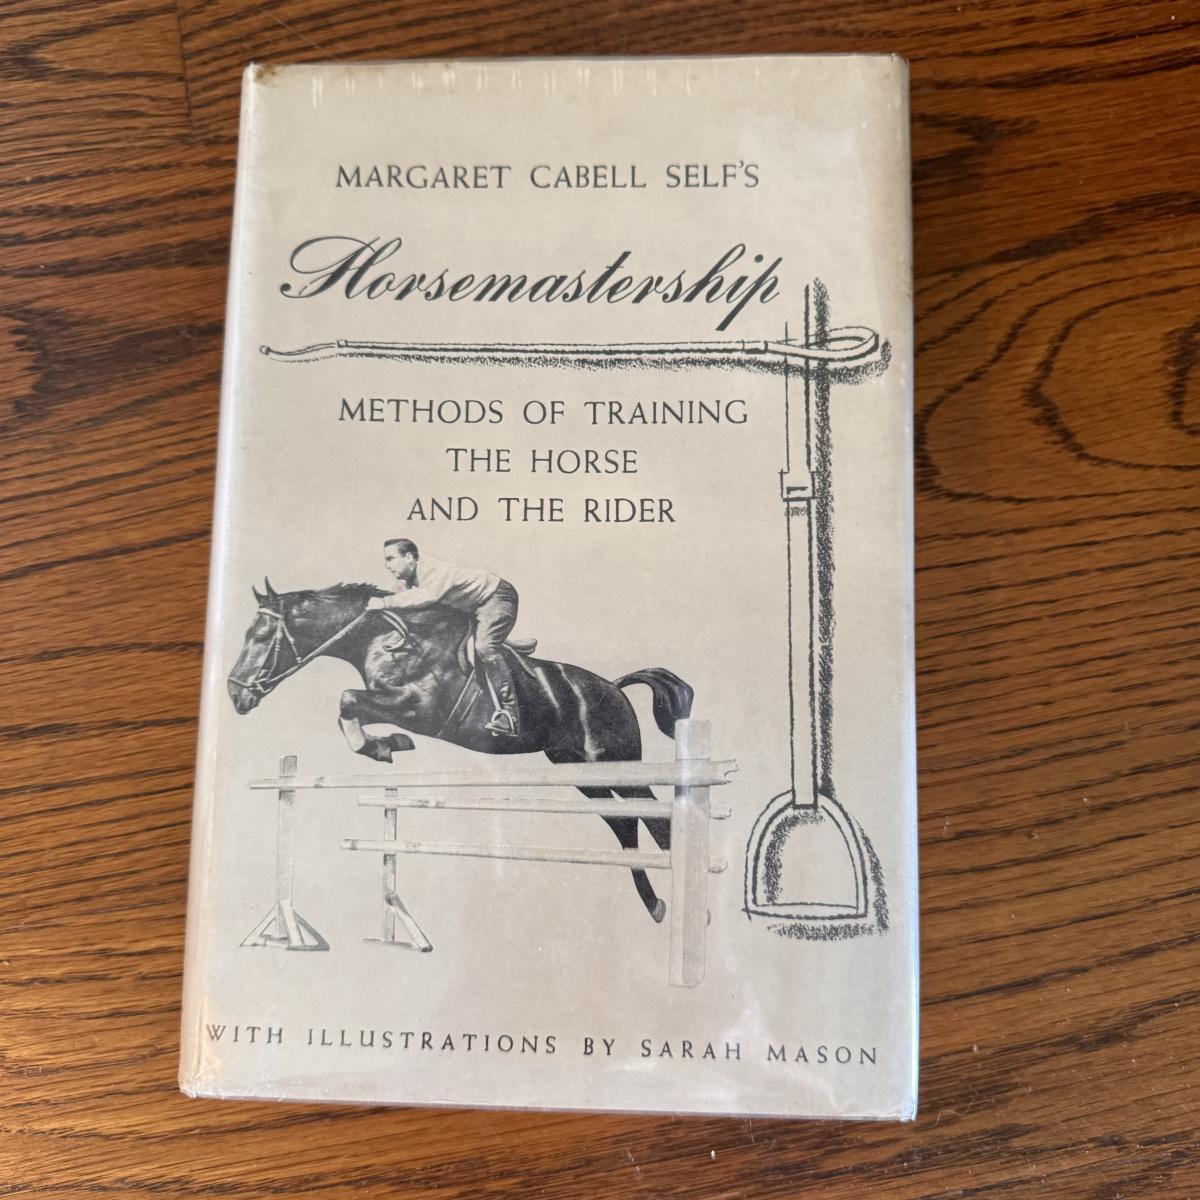 MARGARET CABELL SELF'S
Horsemastership
METHODS OF TRAINING
THE HORSE
AND THE RIDER
WITH ILLUSTRATIONS BY SARAH MASON